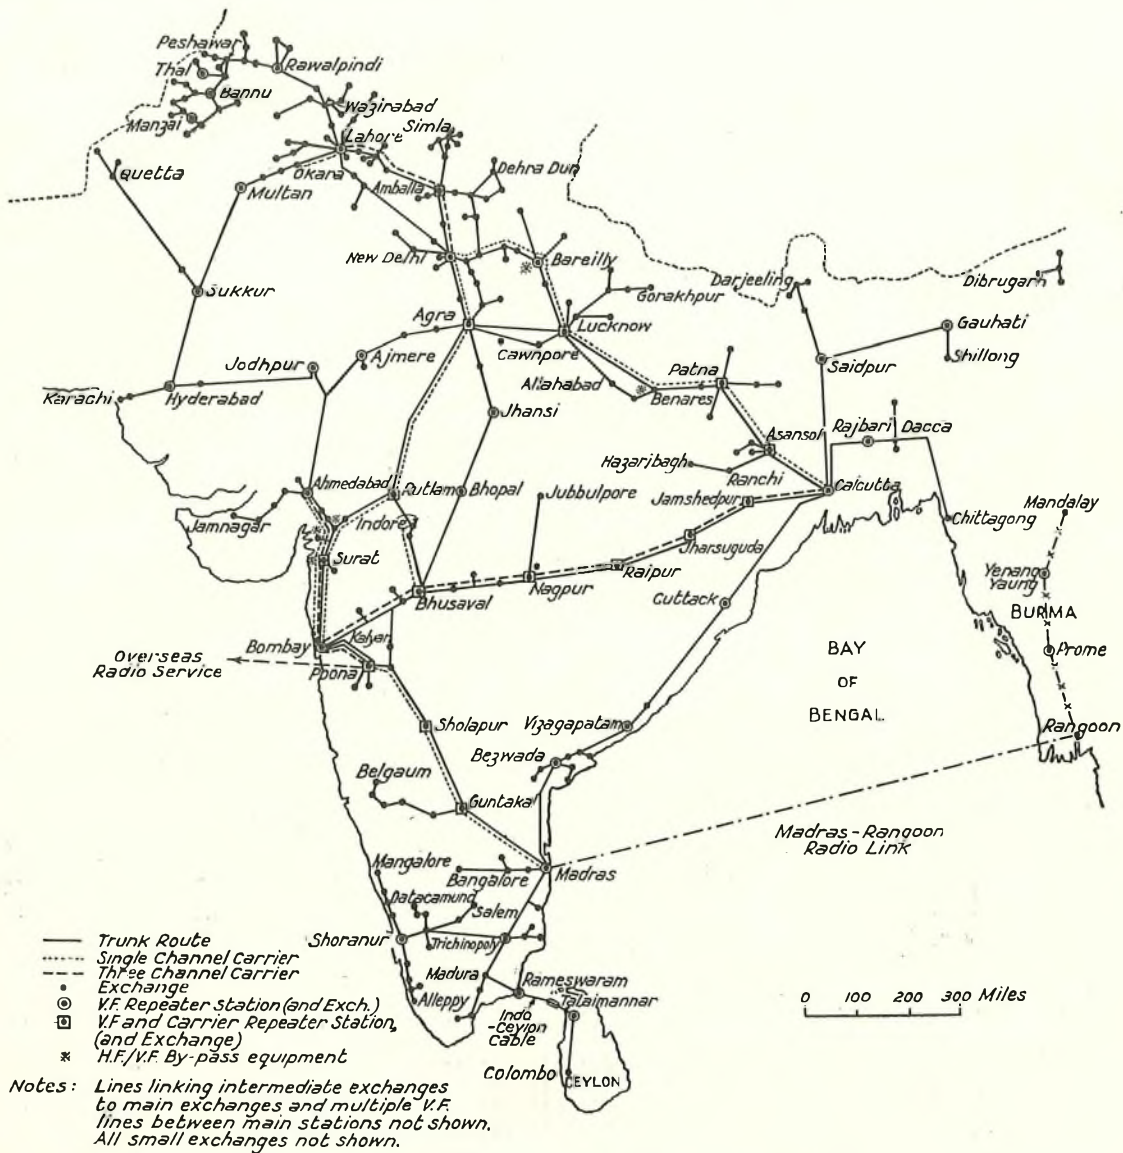 Peshawar
Rawalpindi
Thal
Bannu
Manzai
Wazirabad
Lahore
Simla
Okara
Quetta
Multan
Amballa
Dehra Dun
New Delhi
Bareilly
Sukkur
Gorakhpur
Darjeeling
Dibrugarh
Agra
Lucknow
Gauhati
Jodhpur
Ajmere
Cawnpore
Saidpur
Shillong
Patna
Allahabad
Benares
Karachi
Hyderabad
Jhansi
Asansol
Rajbari
Dacca
Hazaribagh
Ranchi
Ahmedabad
Rutlam
Bhopal
Jubbulpore
Jamshedpur
Calcutta
Mandalay
Jamnagar
Indore
Chittagong
Jharsuguda
Surat
Raipur
Yenang
Yaung
Bhusaval
Nagpur
Cuttack
BURMA
Bombay
Kalyan
Prome
Overseas
Radio Service
Poona
BAY
OF
BENGAL
Sholapur
Vizagapatam
Rangoon
Bezwada
Belgaum
Guntakal
Madras-Rangoon
Radio Link
Mangalore
Bangalore
Madras
Datacamund
Salem
Shoranur
Trichinopoly
Madura
Rameswaram
Alleppy
Talaimannar
Indo
-Ceylon
Cable
Colombo
CEYLON
0 100 200 300 Miles
Trunk Route
Single Channel Carrier
Three Channel Carrier
Exchange
V.F. Repeater Station (and Exch.)
V.F and Carrier Repeater Station
(and Exchange)
H.F./V.F. By-pass equipment
Notes: Lines linking intermediate exchanges
to main exchanges and multiple V.F.
lines between main stations not shown.
All small exchanges not shown.